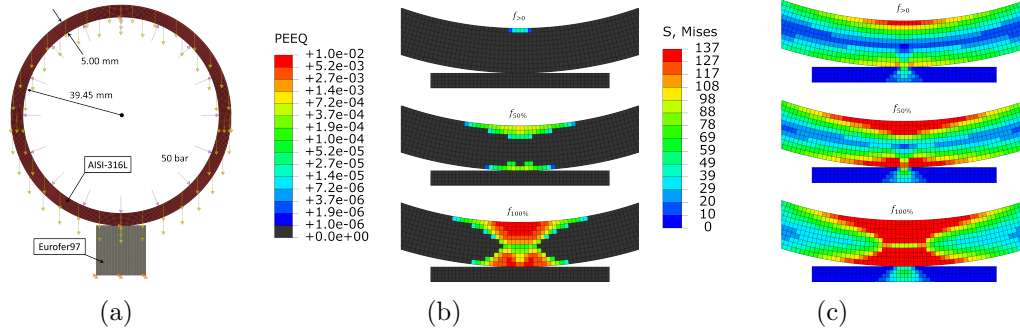 5.00 mm
39.45 mm
AISI-316L
50 bar
Eurofer97
(a)
PEEQ
+1.0e-02
+5.2e-03
+2.7e-03
+1.4e-03
+7.2e-04
+3.7e-04
+1.9e-04
+1.0e-04
+5.2e-05
+2.7e-05
+1.4e-05
+7.2e-06
+3.7e-06
+1.9e-06
+1.0e-06
+0.0e+00
f>0
f50%
f100%
(b)
S, Mises
137
127
117
108
98
88
78
69
59
49
39
29
20
10
0
f>0
f50%
f100%
(c)